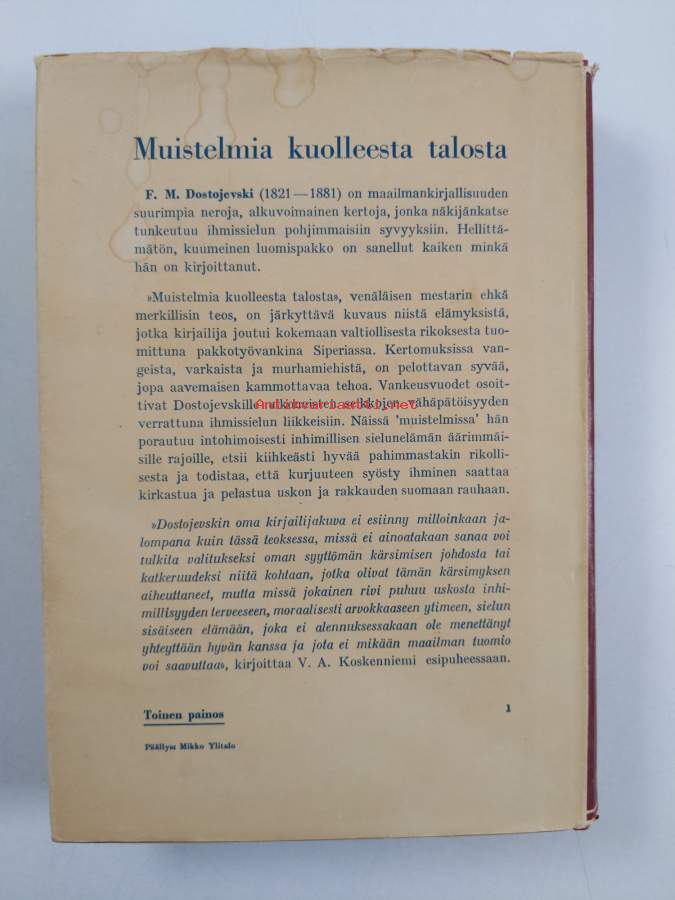 Muistelmia kuolleesta talosta
F. M. Dostojevski (1821—1881) on maailmankirjallisuuden
suurimpia neroja, alkuvoimainen kertoja, jonka näkijänkatse
tunkeutuu ihmissielun pohjimmaisiin syvyyksiin. Hellittä-
mätön, kuumeinen luomispakko on sanellut kaiken minkä
hän on kirjoittanut.
»Muistelmia kuolleesta talosta», venäläisen mestarin ehkä
merkillisin teos, on järkyttävä kuvaus niistä elämyksistä,
jotka kirjailija joutui kokemaan valtiollisesta rikoksesta tuo-
mittuna pakkotyövankina Siperiassa. Kertomuksissa van-
geista, varkaista ja murhamiehistä, on pelottavan syvää,
jopa aavemaisen kammottavaa tehoa. Vankeusvuodet osoit-
tivat Dostojevskille ulkonaisten seikkojen vähäpätöisyyden
Antikvariaatti.net
verrattuna ihmissielun liikkeisiin. Näissä 'muistelmissa' hän
porautuu intohimoisesti inhimillisen sielunelämän äärimmäi-
sille rajoille, etsii kiihkeästi hyvää pahimmastakin rikolli-
sesta ja todistaa, että kurjuuteen syösty ihminen saattaa
kirkastua ja pelastua uskon ja rakkauden suomaan rauhaan.
»Dostojevskin oma kirjailijakuva ei esiinny milloinkaan ja-
lompana kuin tässä teoksessa, missä ei ainoatakaan sanaa voi
tulkita valitukseksi oman syyttömän kärsimisen johdosta tai
katkeruudeksi niitä kohtaan, jotka olivat tämän kärsimyksen
aiheuttaneet, mutta missä jokainen rivi puhuu uskosta inhi-
millisyyden terveeseen, moraalisesti arvokkaaseen ytimeen, sielun
sisäiseen elämään, joka ei alennuksessakaan ole menettänyt
yhteyttään hyvän kanssa ja jota ei mikään maailman tuomio
voi saavuttaa», kirjoittaa V. A. Koskenniemi esipuheessaan.
Toinen painos
1
Päällys: Mikko Ylitalo